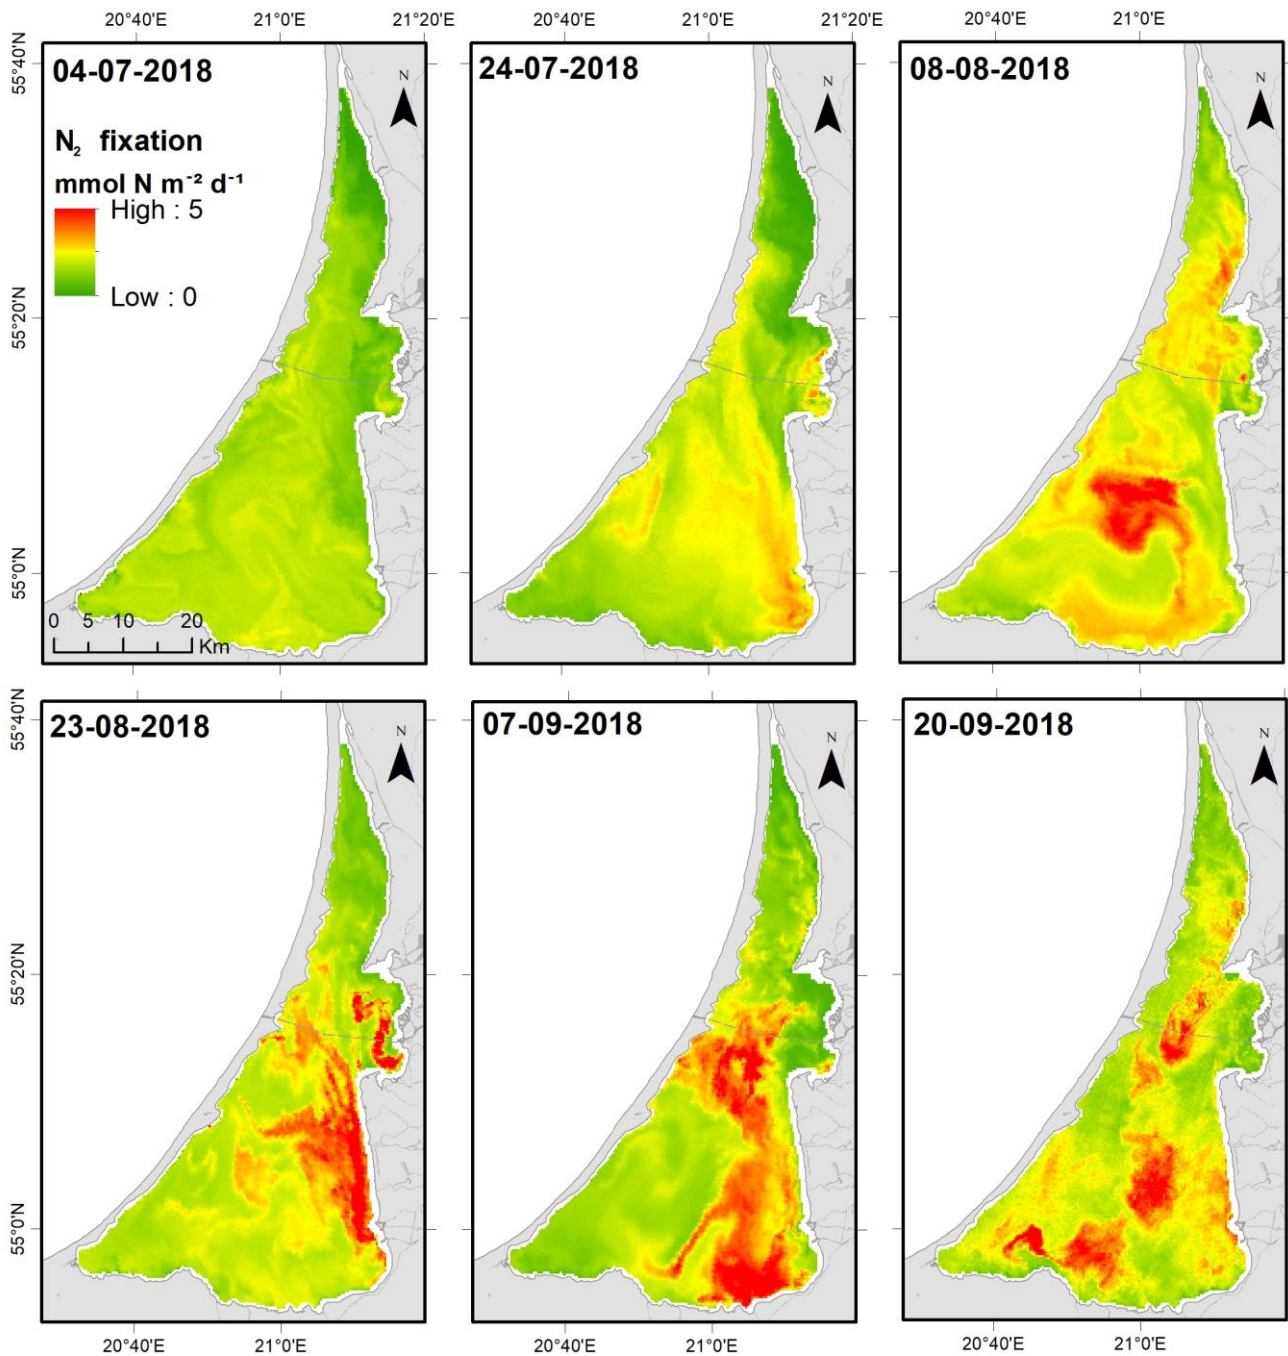 20°40'E 21°0'E 21°20'E 20°40'E 21°0'E 21°20'E 20°40'E 21°0'E
55°40'N
04-07-2018
N
24-07-2018
N
08-08-2018
N
N₂ fixation
mmol N m⁻² d⁻¹
High : 5
Low : 0
55°20'N
55°0'N
0 5 10 20
Km
55°40'N
23-08-2018
N
07-09-2018
N
20-09-2018
N
55°20'N
55°0'N
20°40'E 21°0'E 20°40'E 21°0'E 20°40'E 21°0'E